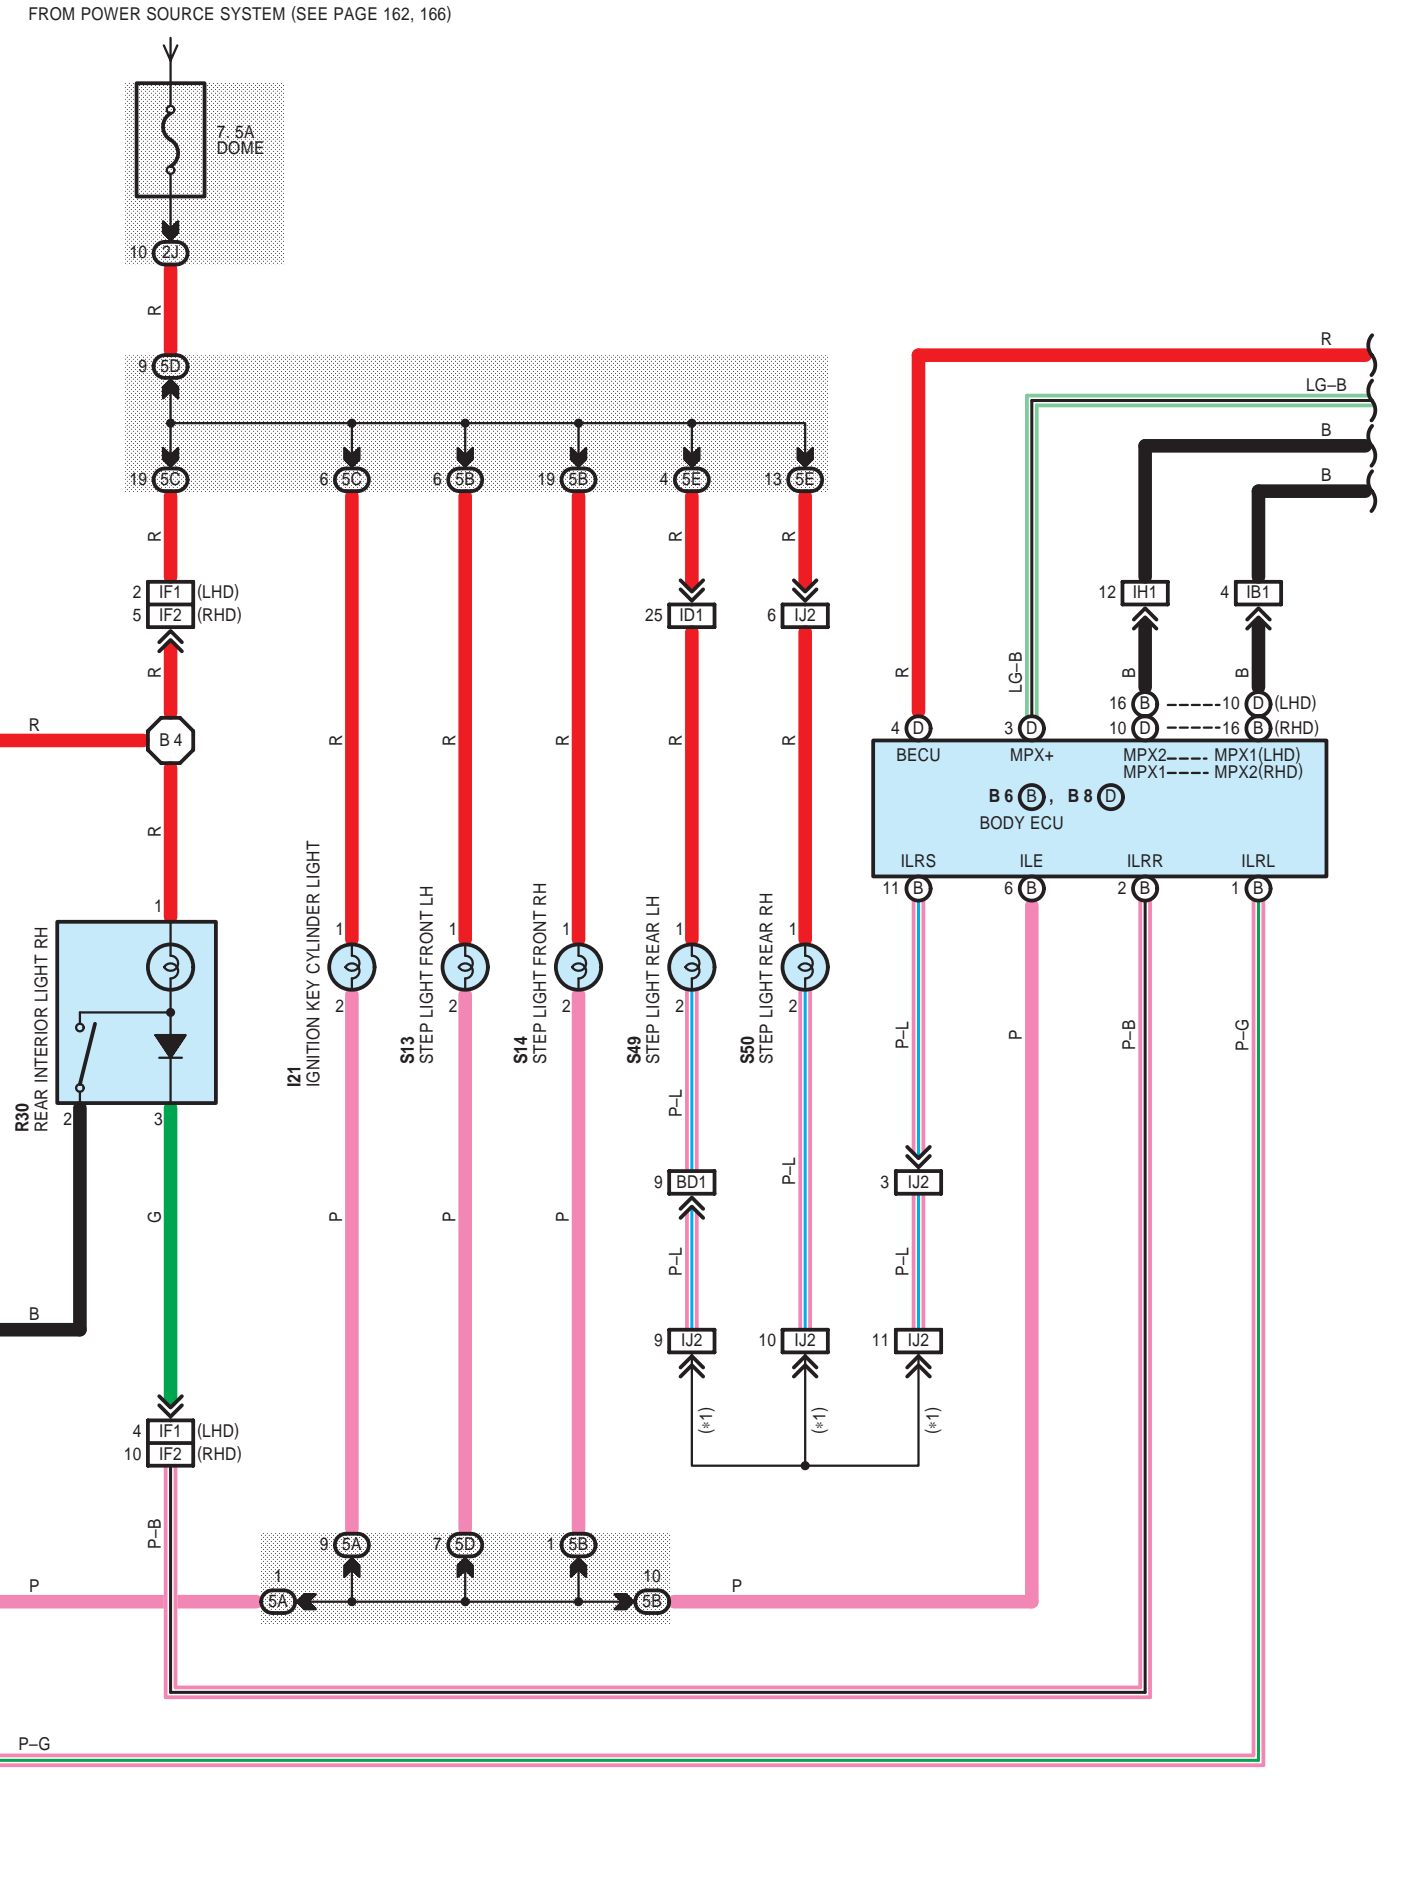 FROM POWER SOURCE SYSTEM (SEE PAGE 162, 166)
7. 5A
DOME
10 2J
R
9 5D
19 5C
6 5C
6 5B
19 5B
4 5E
13 5E
R
R
R
2 IF1 (LHD)
5 IF2 (RHD)
25 ID1
6 IJ2
R
R
B 4
R
R
R
R
R
R
R
LG–B
B
B
12 IH1
4 IB1
R
LG–B
B
B
16 B 10 D (LHD)
4 D
3 D
10 D 16 B (RHD)
BECU
MPX+
MPX2 MPX1(LHD)
MPX1 MPX2(RHD)
B 6 B , B 8 D
BODY ECU
ILRS
ILE
ILRR
ILRL
11 B
6 B
2 B
1 B
1
R30
REAR INTERIOR LIGHT RH
2
3
1
I21
IGNITION KEY CYLINDER LIGHT
2
1
S13
STEP LIGHT FRONT LH
2
1
S14
STEP LIGHT FRONT RH
2
1
S49
STEP LIGHT REAR LH
2
1
S50
STEP LIGHT REAR RH
2
P–L
P
P–B
P–G
P–L
P–L
9 BD1
3 IJ2
G
P
P
P
P–L
P–L
B
9 IJ2
10 IJ2
11 IJ2
(*1)
(*1)
(*1)
4 IF1 (LHD)
10 IF2 (RHD)
P–B
9 5A
7 5D
1 5B
P
1
5A
10
5B
P
P–G